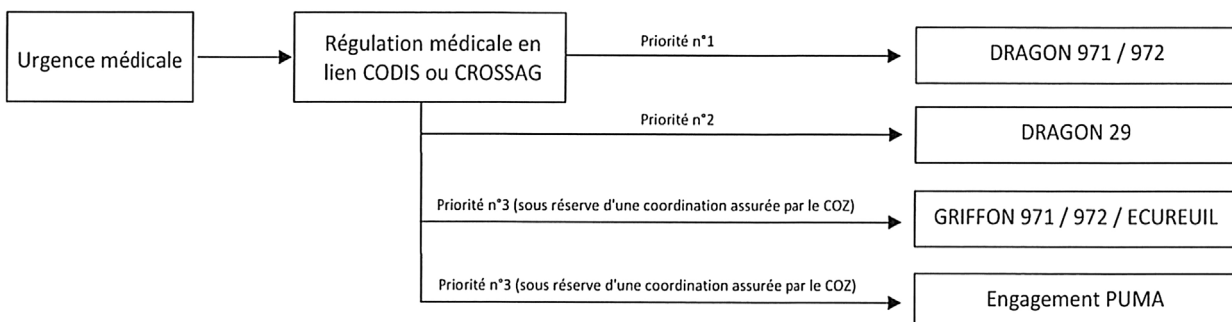 Urgence médicale
Régulation médicale en
lien CODIS ou CROSSAG
Priorité n°1
DRAGON 971 / 972
Priorité n°2
DRAGON 29
Priorité n°3 (sous réserve d'une coordination assurée par le COZ)
GRIFFON 971 / 972 / ECUREUIL
Priorité n°3 (sous réserve d'une coordination assurée par le COZ)
Engagement PUMA